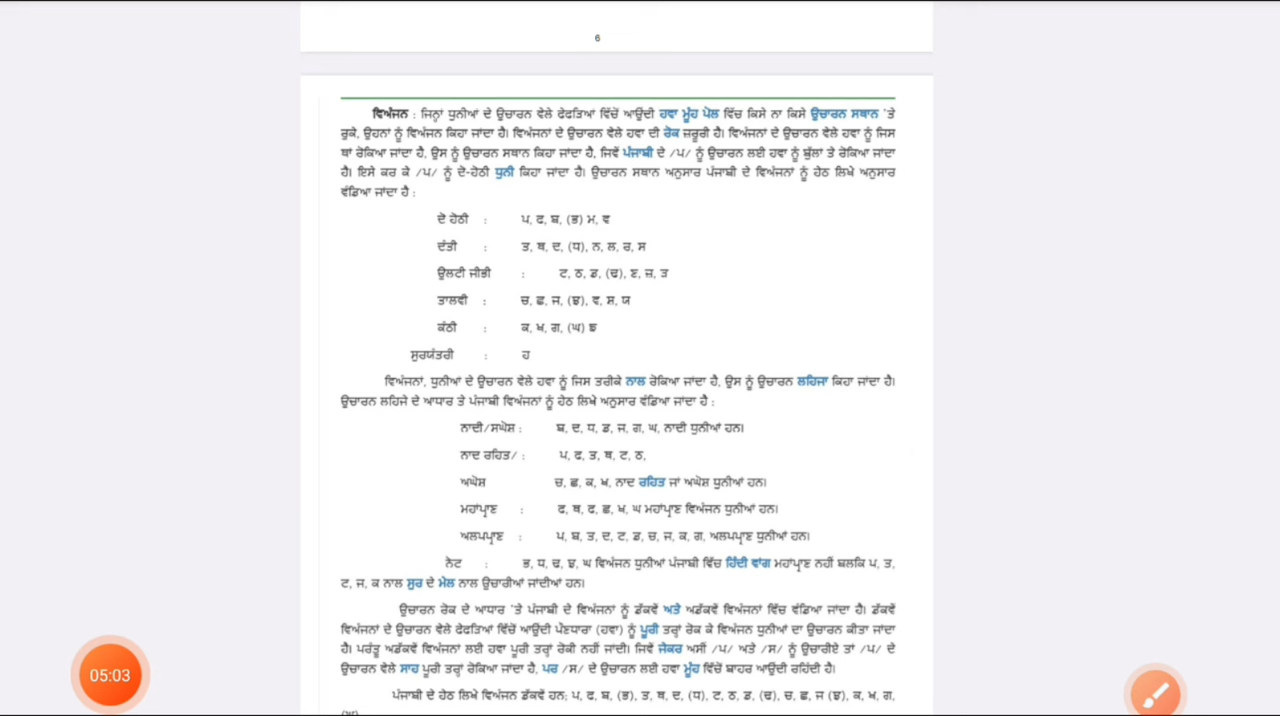 6
ਵਿਅੰਜਨ : ਜਿਨ੍ਹਾਂ ਧੁਨੀਆਂ ਦੇ ਉਚਾਰਨ ਵੇਲੇ ਫੇਫੜਿਆਂ ਵਿੱਚੋਂ ਆਉਂਦੀ ਹਵਾ ਮੂੰਹ ਪੋਲ ਵਿੱਚ ਕਿਸੇ ਨਾ ਕਿਸੇ ਉਚਾਰਨ ਸਥਾਨ 'ਤੇ
ਰੁਕੇ, ਉਹਨਾਂ ਨੂੰ ਵਿਅੰਜਨ ਕਿਹਾ ਜਾਂਦਾ ਹੈ। ਵਿਅੰਜਨਾਂ ਦੇ ਉਚਾਰਨ ਵੇਲੇ ਹਵਾ ਦੀ ਰੋਕ ਜ਼ਰੂਰੀ ਹੈ। ਵਿਅੰਜਨਾਂ ਦੇ ਉਚਾਰਨ ਵੇਲੇ ਹਵਾ ਨੂੰ ਜਿਸ
ਥਾਂ ਰੋਕਿਆ ਜਾਂਦਾ ਹੈ, ਉਸ ਨੂੰ ਉਚਾਰਨ ਸਥਾਨ ਕਿਹਾ ਜਾਂਦਾ ਹੈ, ਜਿਵੇਂ ਪੰਜਾਬੀ ਦੇ /ਪ/ ਨੂੰ ਉਚਾਰਨ ਲਈ ਹਵਾ ਨੂੰ ਬੁੱਲਾਂ ਤੇ ਰੋਕਿਆ ਜਾਂਦਾ
ਹੈ। ਇਸੇ ਕਰ ਕੇ /ਪ/ ਨੂੰ ਦੋ-ਹੋਠੀ ਧੁਨੀ ਕਿਹਾ ਜਾਂਦਾ ਹੈ। ਉਚਾਰਨ ਸਥਾਨ ਅਨੁਸਾਰ ਪੰਜਾਬੀ ਦੇ ਵਿਅੰਜਨਾਂ ਨੂੰ ਹੇਠ ਲਿਖੇ ਅਨੁਸਾਰ
ਵੰਡਿਆ ਜਾਂਦਾ ਹੈ :
ਦੋ ਹੋਠੀ : ਪ, ਫ, ਬ, (ਭ) ਮ, ਵ
ਦੰਤੀ : ਤ, ਥ, ਦ, (ਧ), ਨ, ਲ, ਰ, ਸ
ਉਲਟੀ ਜੀਭੀ : ਟ, ਠ, ਡ, (ਢ), ਣ, ਜ਼, ੜ
ਤਾਲਵੀ : ਚ, ਛ, ਜ, (ਝ), ਵ, ਸ਼, ਯ
ਕੰਠੀ : ਕ, ਖ, ਗ, (ਘ) ਙ
ਸੁਰਯੰਤਰੀ : ਹ
ਵਿਅੰਜਨਾਂ, ਧੁਨੀਆਂ ਦੇ ਉਚਾਰਨ ਵੇਲੇ ਹਵਾ ਨੂੰ ਜਿਸ ਤਰੀਕੇ ਨਾਲ ਰੋਕਿਆ ਜਾਂਦਾ ਹੈ, ਉਸ ਨੂੰ ਉਚਾਰਨ ਲਹਿਜਾ ਕਿਹਾ ਜਾਂਦਾ ਹੈ।
ਉਚਾਰਨ ਲਹਿਜੇ ਦੇ ਆਧਾਰ ਤੇ ਪੰਜਾਬੀ ਵਿਅੰਜਨਾਂ ਨੂੰ ਹੇਠ ਲਿਖੇ ਅਨੁਸਾਰ ਵੰਡਿਆ ਜਾਂਦਾ ਹੈ :
ਨਾਦੀ/ਸਘੋਸ਼ : ਬ, ਦ, ਧ, ਡ, ਜ, ਗ, ਘ, ਨਾਦੀ ਧੁਨੀਆਂ ਹਨ।
ਨਾਦ ਰਹਿਤ/ : ਪ, ਫ, ਤ, ਥ, ਟ, ਠ,
ਅਘੋਸ਼ ਚ, ਛ, ਕ, ਖ, ਨਾਦ ਰਹਿਤ ਜਾਂ ਅਘੋਸ਼ ਧੁਨੀਆਂ ਹਨ।
ਮਹਾਂਪ੍ਰਾਣ : ਫ, ਥ, ਫ, ਛ, ਖ, ਘ ਮਹਾਂਪ੍ਰਾਣ ਵਿਅੰਜਨ ਧੁਨੀਆਂ ਹਨ।
ਅਲਪਪ੍ਰਾਣ : ਪ, ਬ, ਤ, ਦ, ਟ, ਡ, ਚ, ਜ, ਕ, ਗ, ਅਲਪਪ੍ਰਾਣ ਧੁਨੀਆਂ ਹਨ।
ਨੋਟ : ਭ, ਧ, ਢ, ਝ, ਘ ਵਿਅੰਜਨ ਧੁਨੀਆਂ ਪੰਜਾਬੀ ਵਿੱਚ ਹਿੰਦੀ ਵਾਂਗ ਮਹਾਂਪ੍ਰਾਣ ਨਹੀਂ ਬਲਕਿ ਪ, ਤ,
ਟ, ਜ, ਕ ਨਾਲ ਸੁਰ ਦੇ ਮੇਲ ਨਾਲ ਉਚਾਰੀਆਂ ਜਾਂਦੀਆਂ ਹਨ।
ਉਚਾਰਨ ਰੋਕ ਦੇ ਆਧਾਰ 'ਤੇ ਪੰਜਾਬੀ ਦੇ ਵਿਅੰਜਨਾਂ ਨੂੰ ਡੱਕਵੇਂ ਅਤੇ ਅਡੱਕਵੇਂ ਵਿਅੰਜਨਾਂ ਵਿੱਚ ਵੰਡਿਆ ਜਾਂਦਾ ਹੈ। ਡੱਕਵੇਂ
ਵਿਅੰਜਨਾਂ ਦੇ ਉਚਾਰਨ ਵੇਲੇ ਫੇਫੜਿਆਂ ਵਿੱਚੋਂ ਆਉਂਦੀ ਪੌਣਧਾਰਾ (ਹਵਾ) ਨੂੰ ਪੂਰੀ ਤਰ੍ਹਾਂ ਰੋਕ ਕੇ ਵਿਅੰਜਨ ਧੁਨੀਆਂ ਦਾ ਉਚਾਰਨ ਕੀਤਾ ਜਾਂਦਾ
ਹੈ। ਪਰੰਤੂ ਅਡੱਕਵੇਂ ਵਿਅੰਜਨਾਂ ਲਈ ਹਵਾ ਪੂਰੀ ਤਰ੍ਹਾਂ ਰੋਕੀ ਨਹੀਂ ਜਾਂਦੀ। ਜਿਵੇਂ ਜੇਕਰ ਅਸੀਂ /ਪ/ ਅਤੇ /ਸ/ ਨੂੰ ਉਚਾਰੀਏ ਤਾਂ /ਪ/ ਦੇ
ਉਚਾਰਨ ਵੇਲੇ ਸਾਹ ਪੂਰੀ ਤਰ੍ਹਾਂ ਰੋਕਿਆ ਜਾਂਦਾ ਹੈ, ਪਰ /ਸ/ ਦੇ ਉਚਾਰਨ ਲਈ ਹਵਾ ਮੂੰਹ ਵਿੱਚੋਂ ਬਾਹਰ ਆਉਂਦੀ ਰਹਿੰਦੀ ਹੈ।
ਪੰਜਾਬੀ ਦੇ ਹੇਠ ਲਿਖੇ ਵਿਅੰਜਨ ਡੱਕਵੇਂ ਹਨ; ਪ, ਫ, ਬ, (ਭ), ਤ, ਥ, ਦ, (ਧ), ਟ, ਠ, ਡ, (ਢ), ਚ, ਛ, ਜ (ਝ), ਕ, ਖ, ਗ,
05:03